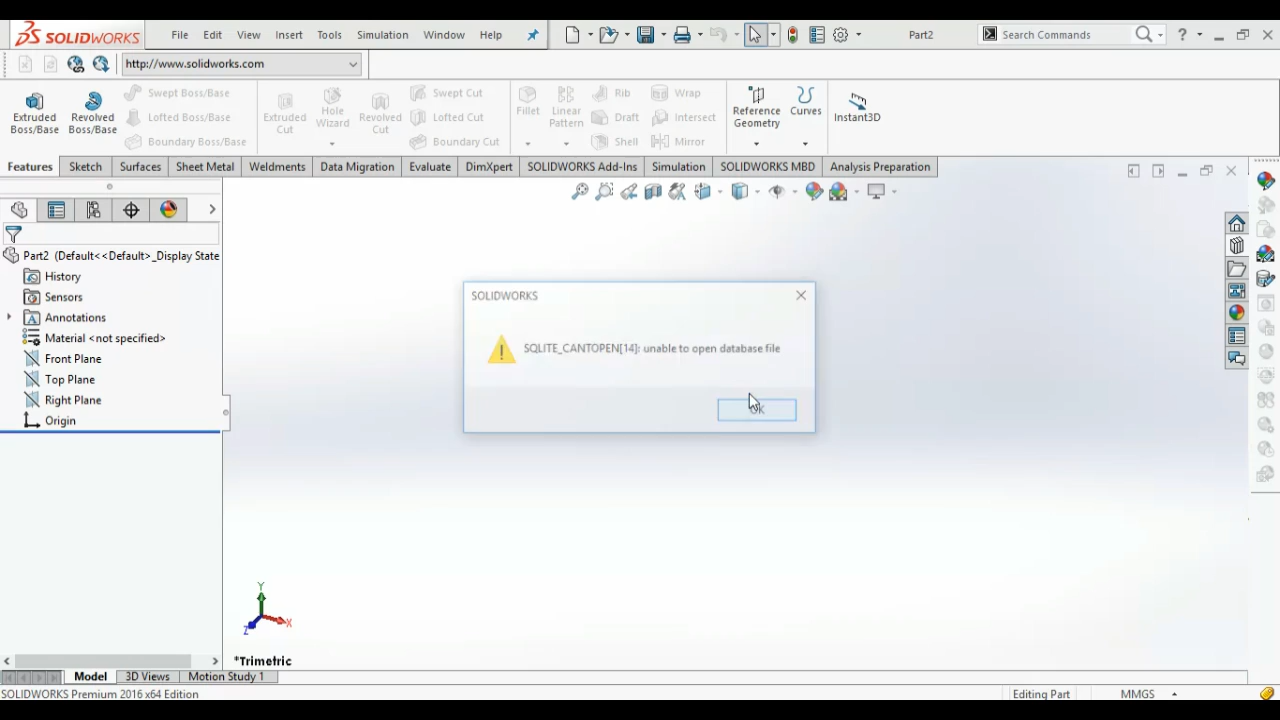 SOLIDWORKS File Edit View Insert Tools Simulation Window Help Part2 Search Commands ?
http://www.solidworks.com
Extruded Boss/Base
Revolved Boss/Base
Swept Boss/Base
Lofted Boss/Base
Boundary Boss/Base
Extruded Cut
Hole Wizard
Revolved Cut
Swept Cut
Lofted Cut
Boundary Cut
Fillet
Linear Pattern
Rib
Draft
Shell
Wrap
Intersect
Mirror
Reference Geometry
Curves
Instant3D
Features Sketch Surfaces Sheet Metal Weldments Data Migration Evaluate DimXpert SOLIDWORKS Add-Ins Simulation SOLIDWORKS MBD Analysis Preparation
Part2 (Default<<Default>_Display State
History
Sensors
Annotations
Material <not specified>
Front Plane
Top Plane
Right Plane
Origin
SOLIDWORKS
SQLITE_CANTOPEN[14]: unable to open database file
OK
Y
X
Z
*Trimetric
Model 3D Views Motion Study 1
SOLIDWORKS Premium 2016 x64 Edition Editing Part MMGS